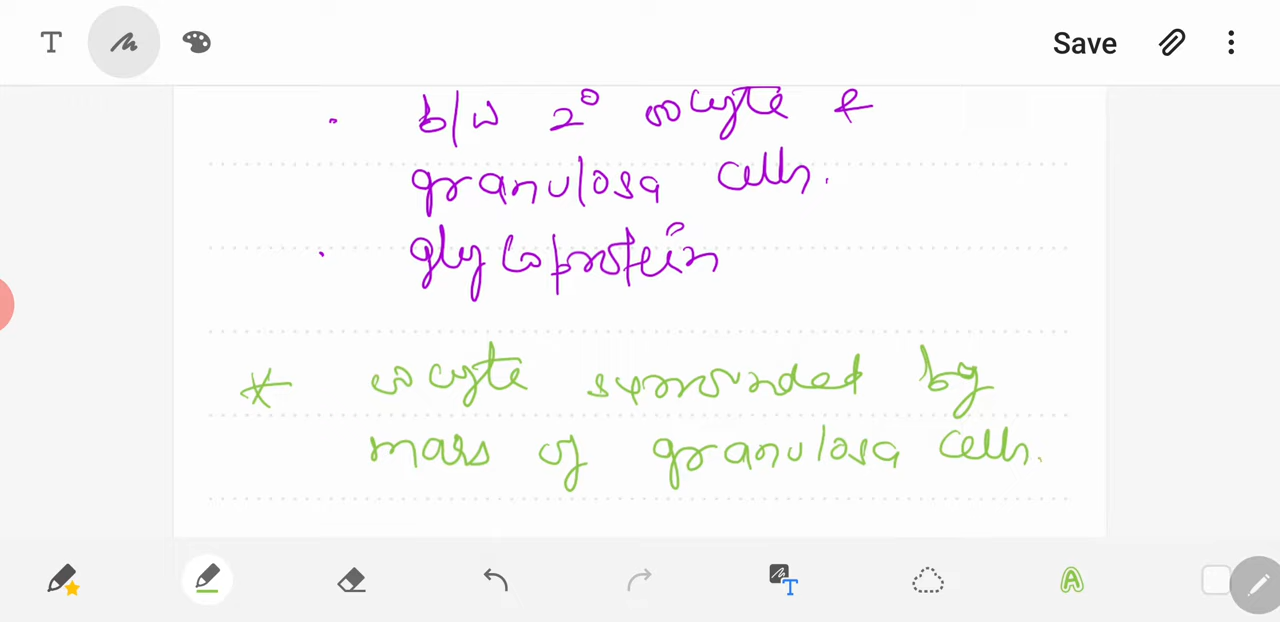 T Save
• b/w 2° oocyte &
granulosa cells.
• glycoprotein
* oocyte surrounded by
mass of granulosa cells.
T
A